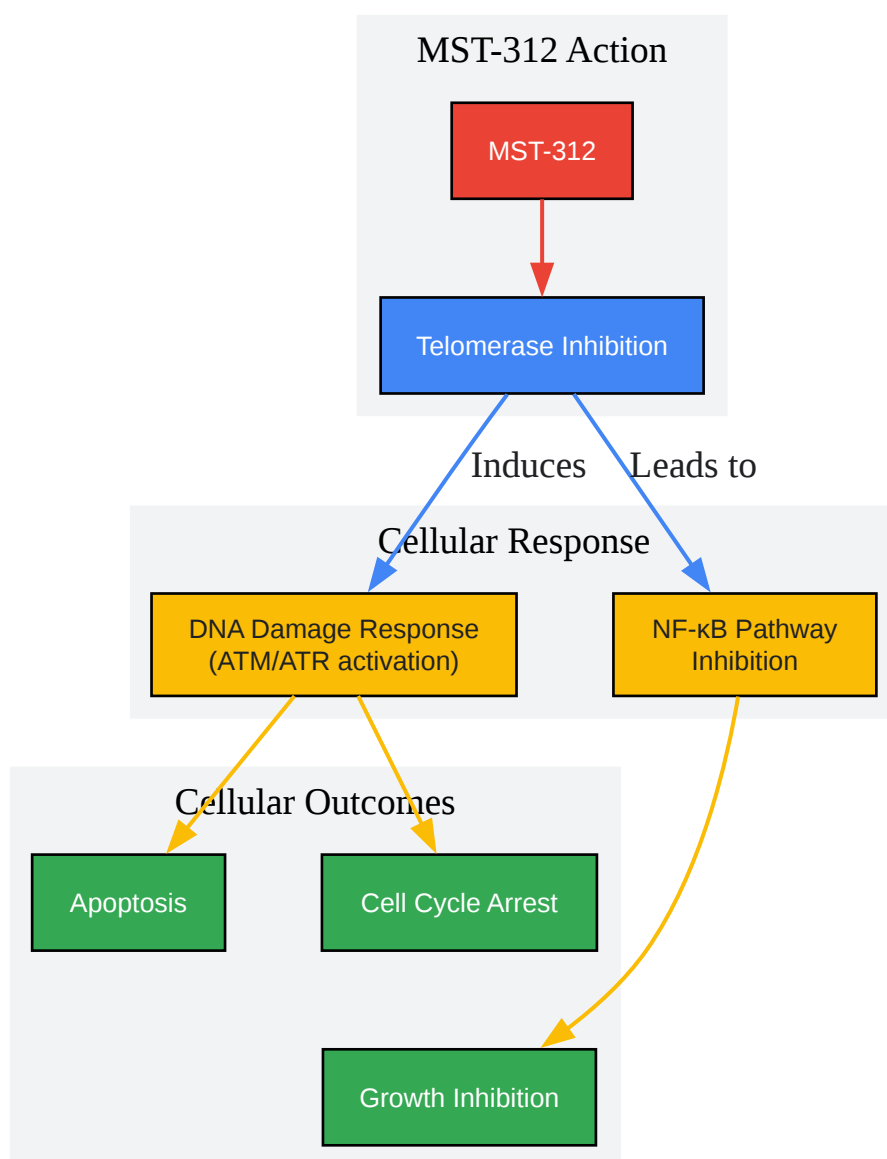 MST-312 Action
MST-312
Telomerase Inhibition
Induces
Leads to
Cellular Response
DNA Damage Response
(ATM/ATR activation)
NF-κB Pathway
Inhibition
Cellular Outcomes
Apoptosis
Cell Cycle Arrest
Growth Inhibition